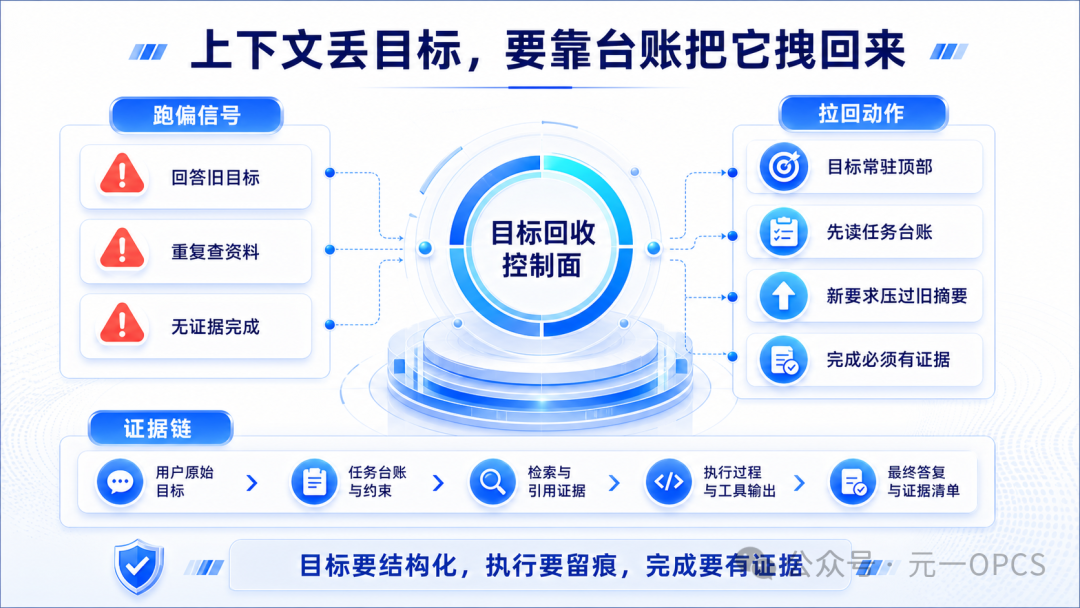 上下文丢目标，要靠台账把它拽回来
跑偏信号
回答旧目标
重复查资料
无证据完成
目标回收
控制面
拉回动作
目标常驻顶部
先读任务台账
新要求压过旧摘要
完成必须有证据
证据链
用户原始
目标
任务台账
与约束
检索与
引用证据
执行过程
与工具输出
最终答复
与证据清单
目标要结构化，执行要留痕，完成要有证据
公众号 · 元一OPCS